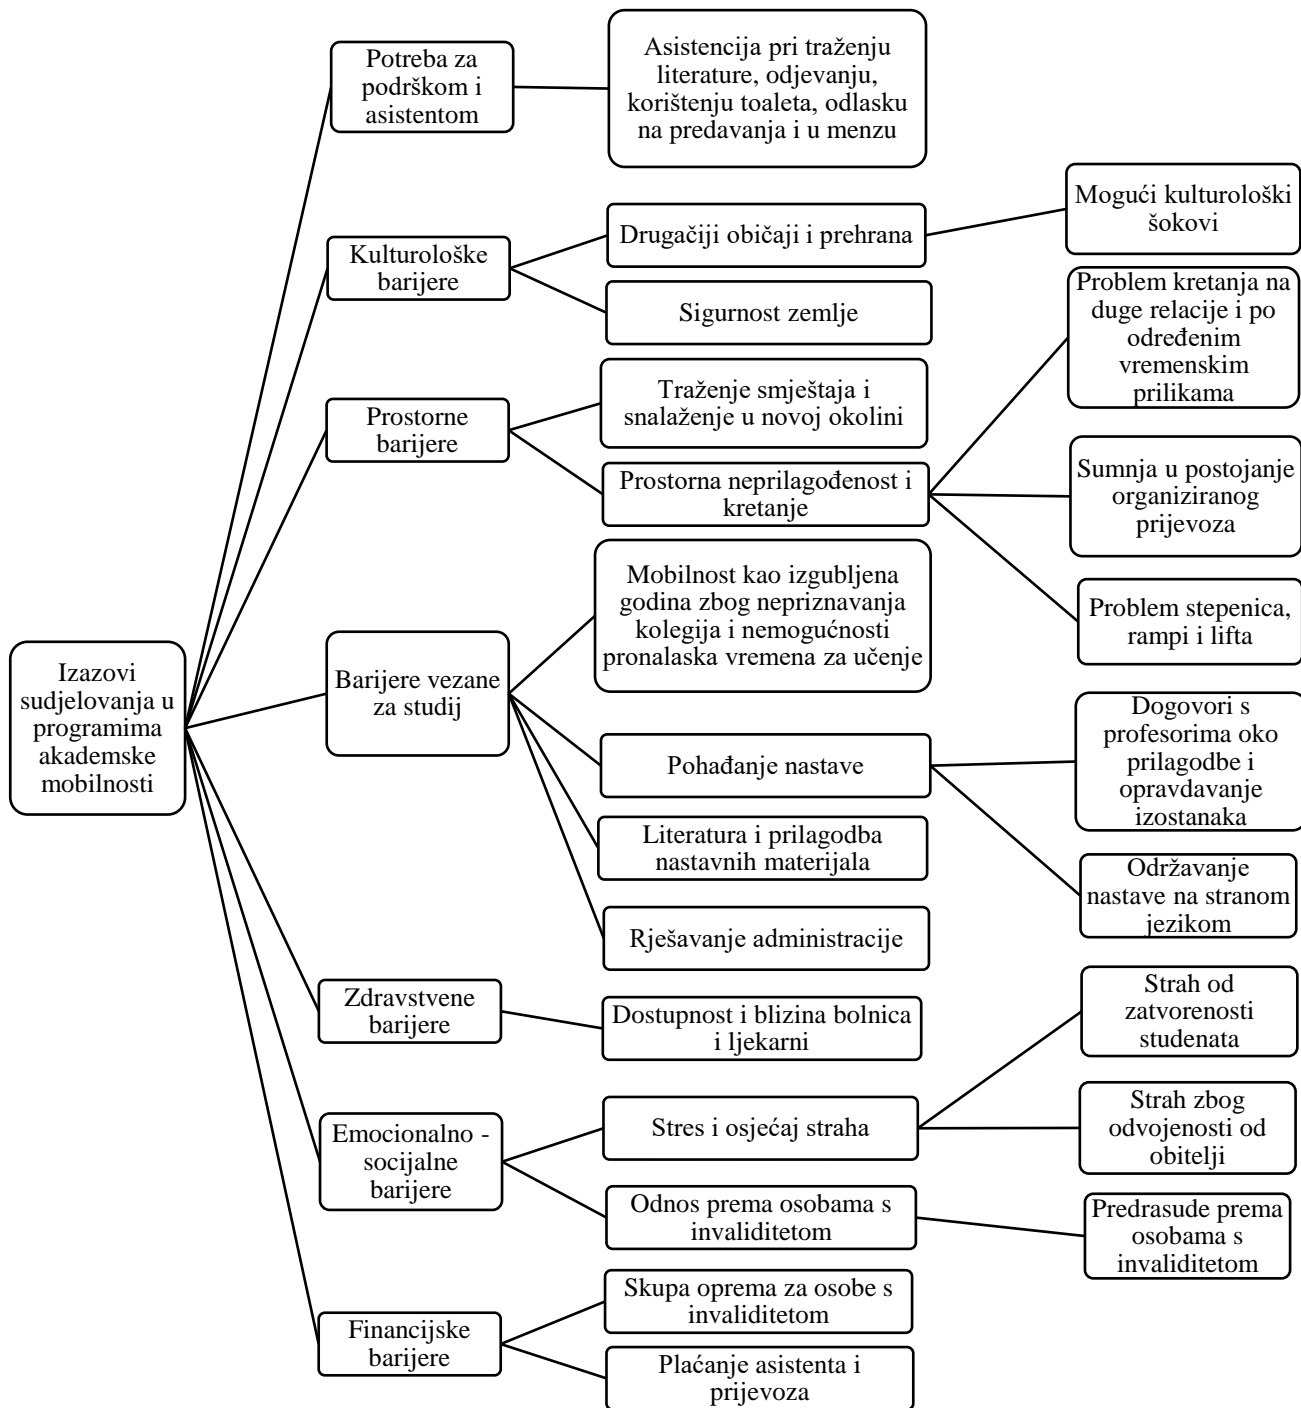 Izazovi
sudjelovanja u
programima
akademske
mobilnosti
Potreba za
podrškom i
asistentom
Asistencija pri traženju
literature, odjevanju,
korištenju toaleta, odlasku
na predavanja i u menzu
Kulturološke
barijere
Drugačiji običaji i prehrana
Mogući kulturološki
šokovi
Sigurnost zemlje
Prostorne
barijere
Traženje smještaja i
snalaženje u novoj okolini
Prostorna neprilagođenost i
kretanje
Problem kretanja na
duge relacije i po
određenim
vremenskim
prilikama
Sumnja u postojanje
organiziranog
prijevoza
Problem stepenica,
rampi i lifta
Barijere vezane
za studij
Mobilnost kao izgubljena
godina zbog nepriznavanja
kolegija i nemogućnosti
pronalaska vremena za učenje
Pohađanje nastave
Dogovori s
profesorima oko
prilagodbe i
opravdavanje
izostanaka
Održavanje
nastave na stranom
jezikom
Literatura i prilagodba
nastavnih materijala
Rješavanje administracije
Zdravstvene
barijere
Dostupnost i blizina bolnica
i ljekarni
Emocionalno -
socijalne
barijere
Stres i osjećaj straha
Strah od
zatvorenosti
studenata
Strah zbog
odvojenosti od
obitelji
Odnos prema osobama s
invaliditetom
Predrasude prema
osobama s
invaliditetom
Financijske
barijere
Skupa oprema za osobe s
invaliditetom
Plaćanje asistenta i
prijevoza